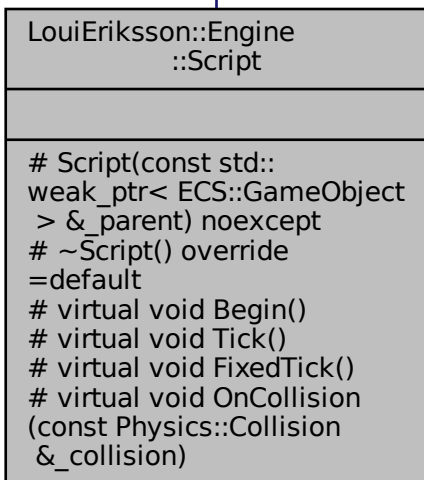 LouiEriksson::Engine
::Script
# Script(const std::
weak_ptr< ECS::GameObject
> &_parent) noexcept
# ~Script() override
=default
# virtual void Begin()
# virtual void Tick()
# virtual void FixedTick()
# virtual void OnCollision
(const Physics::Collision
&_collision)